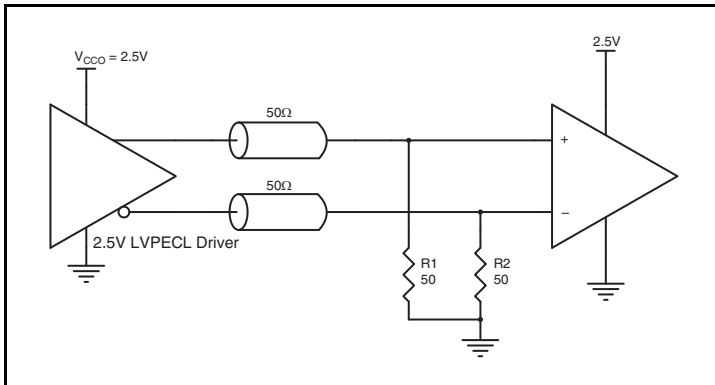 V_CCO = 2.5V
2.5V
50Ω
50Ω
+
–
2.5V LVPECL Driver
R1
50
R2
50